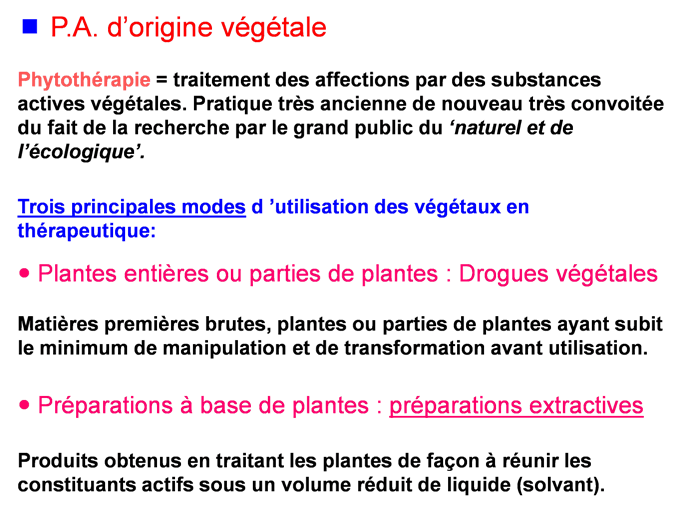 P.A. d’origine végétale
Phytothérapie = traitement des affections par des substances
actives végétales. Pratique très ancienne de nouveau très convoitée
du fait de la recherche par le grand public du ‘naturel et de
l’écologique’.
Trois principales modes d ’utilisation des végétaux en
thérapeutique:
• Plantes entières ou parties de plantes : Drogues végétales
Matières premières brutes, plantes ou parties de plantes ayant subit
le minimum de manipulation et de transformation avant utilisation.
• Préparations à base de plantes : préparations extractives
Produits obtenus en traitant les plantes de façon à réunir les
constituants actifs sous un volume réduit de liquide (solvant).